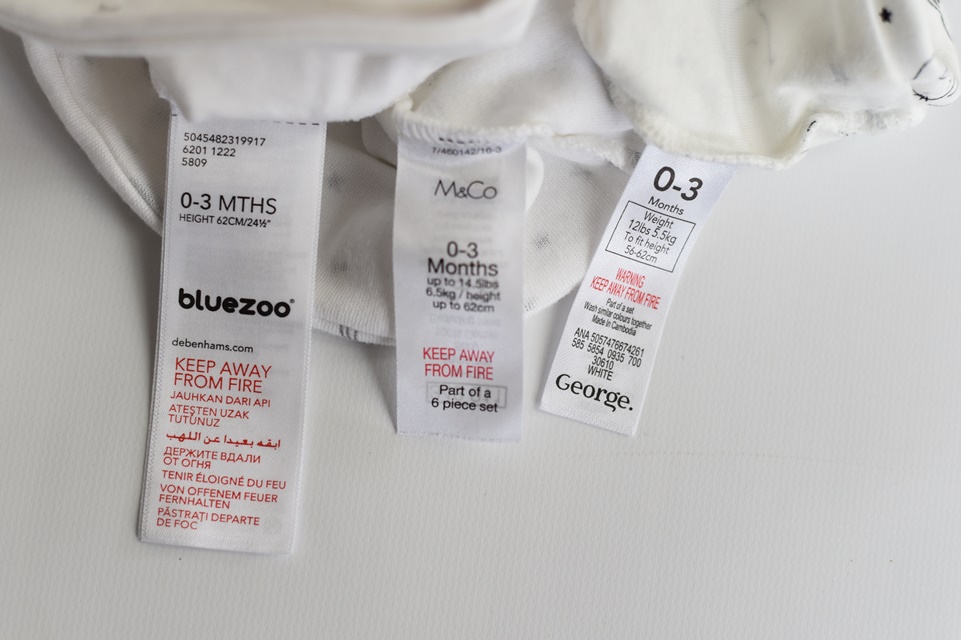 5045482319917
6201 1222
5809
0-3 MTHS
HEIGHT 62CM/24½"
bluezoo®
debenhams.com
KEEP AWAY
FROM FIRE
JAUHKAN DARI API
ATEŞTEN UZAK
TUTUNUZ
ابقه بعيدا عن اللهب
ДЕРЖИТЕ ВДАЛИ
ОТ ОГНЯ
TENIR ÉLOIGNÉ DU FEU
VON OFFENEM FEUER
FERNHALTEN
PĂSTRAȚI DEPARTE
DE FOC
7/460142/10-3
M&Co
0-3
Months
up to 14.5lbs
6.5kg / height
up to 62cm
KEEP AWAY
FROM FIRE
Part of a
6 piece set
0-3
Months
Weight
12lbs 5.5kg
To fit height
56-62cm
WARNING
KEEP AWAY FROM FIRE
Part of a set
Wash similar colours together
Made in Cambodia
ANA 5057476674261
585 5854 0935 700
30610
WHITE
George.